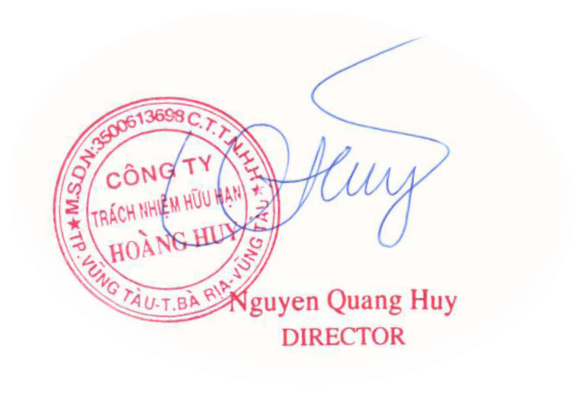 M.S.D.N:3500613698 C.T.T.N.H.H
CÔNG TY
TRÁCH NHIỆM HỮU HẠN
HOÀNG HUY
TP.VŨNG TÀU-T.BÀ RỊA-VŨNG TÀU
Huy
Nguyen Quang Huy
DIRECTOR